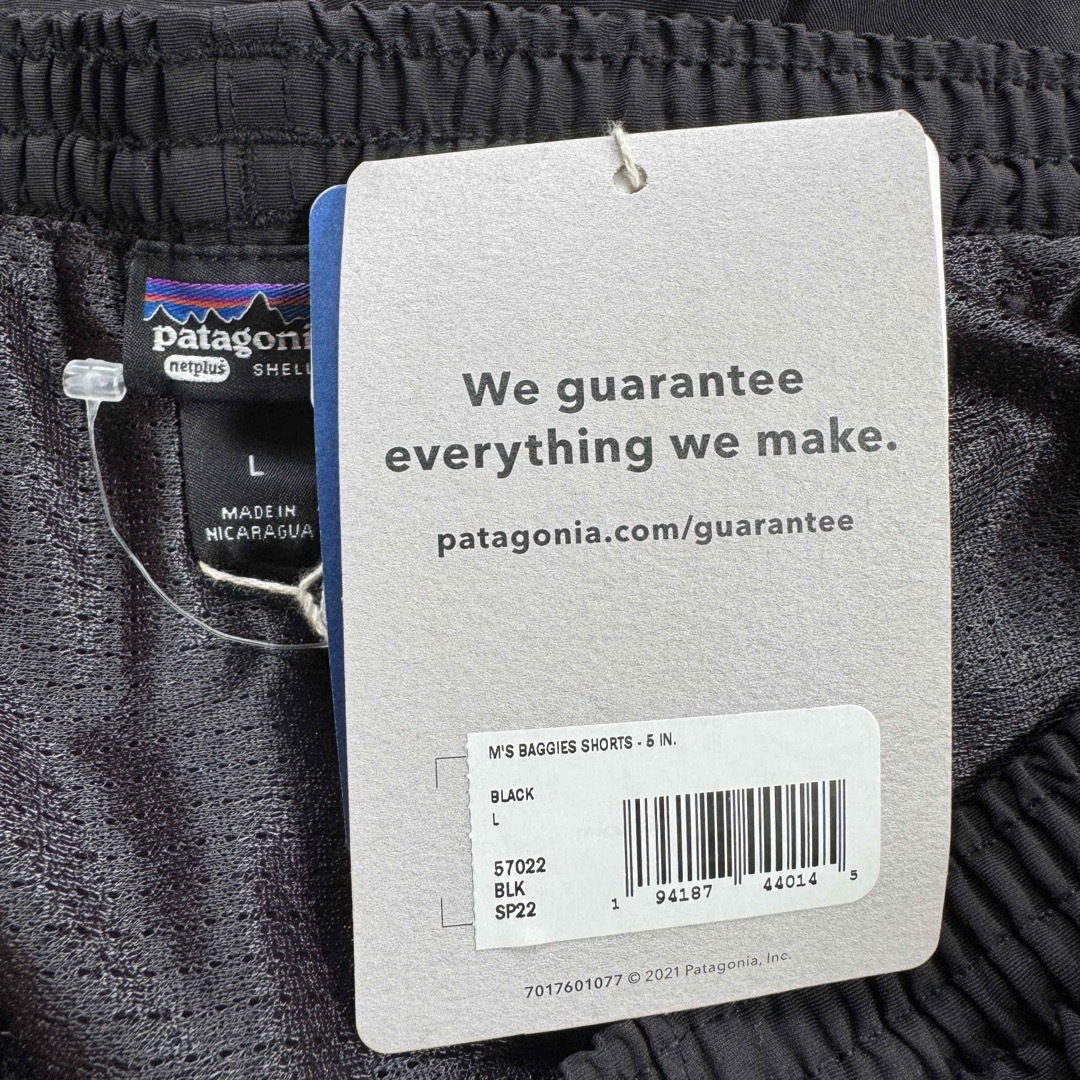 patagoni
netplus SHELL
L
MADE IN
NICARAGUA
We guarantee
everything we make.
patagonia.com/guarantee
M'S BAGGIES SHORTS - 5 IN.
BLACK
L
57022
BLK
SP22
1 94187 44014 5
7017601077 © 2021 Patagonia, Inc.